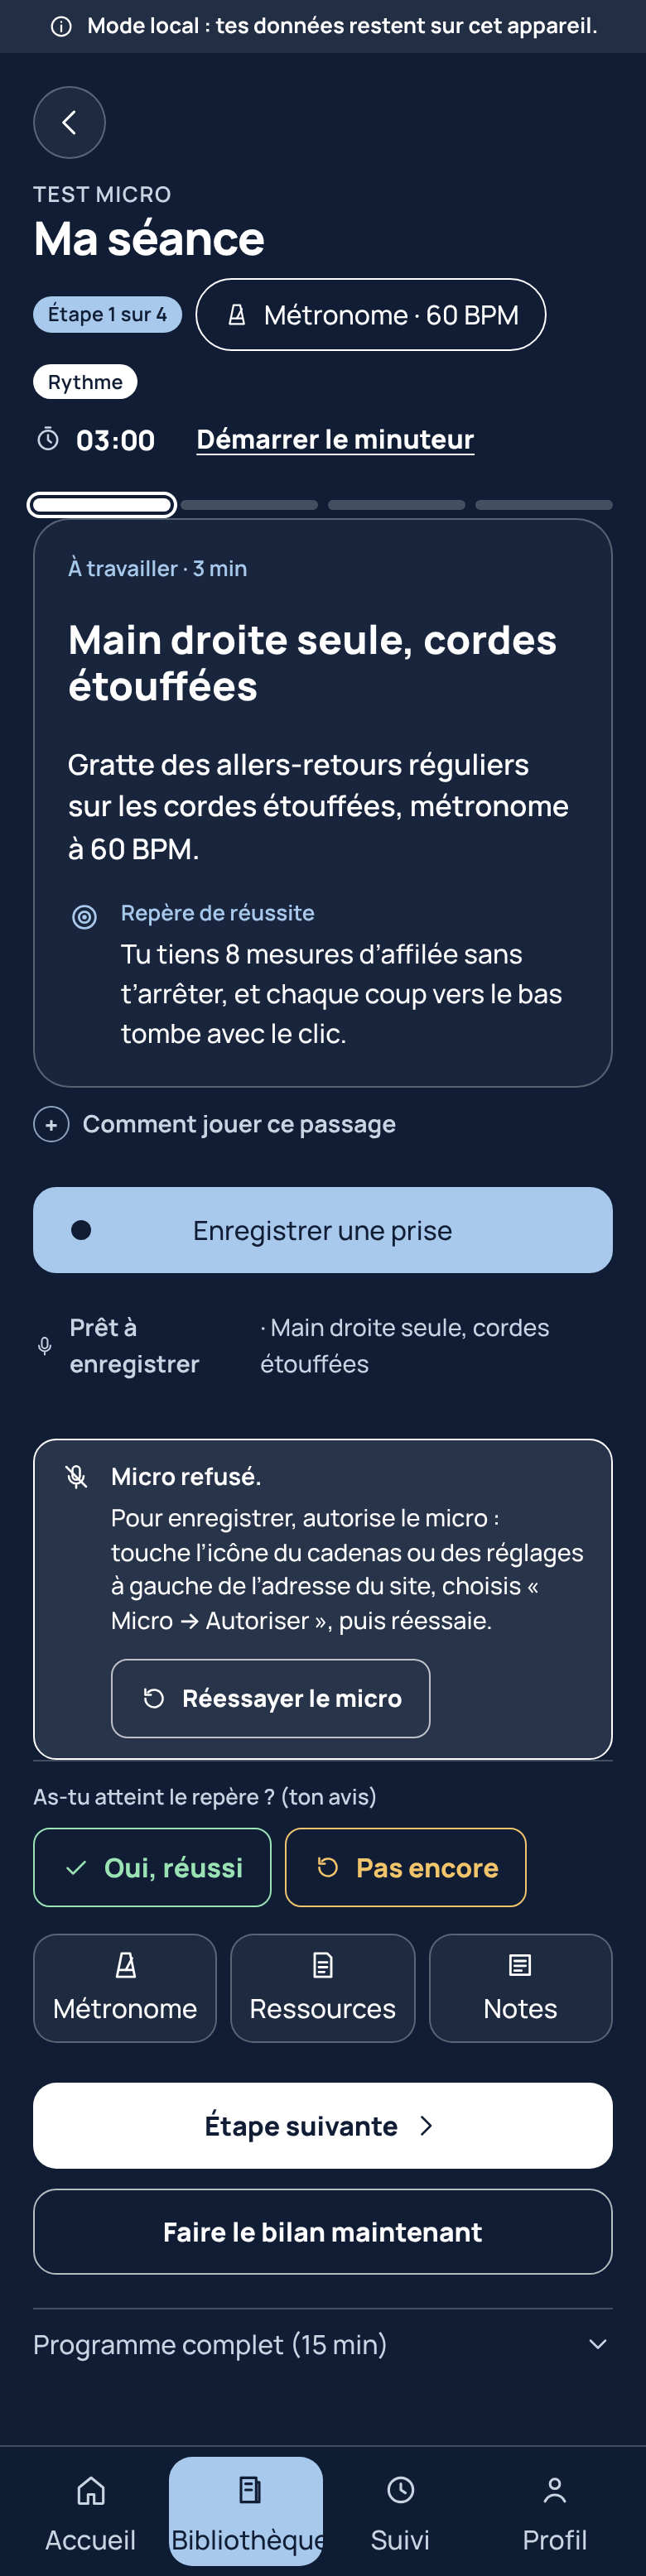 Mode local : tes données restent sur cet appareil.
TEST MICRO
Ma séance
Étape 1 sur 4
Métronome · 60 BPM
Rythme
03:00
Démarrer le minuteur
À travailler · 3 min
Main droite seule, cordes
étouffées
Gratte des allers-retours réguliers
sur les cordes étouffées, métronome
à 60 BPM.
Repère de réussite
Tu tiens 8 mesures d’affilée sans
t’arrêter, et chaque coup vers le bas
tombe avec le clic.
Comment jouer ce passage
Enregistrer une prise
Prêt à
enregistrer
· Main droite seule, cordes
étouffées
Micro refusé.
Pour enregistrer, autorise le micro :
touche l’icône du cadenas ou des réglages
à gauche de l’adresse du site, choisis «
Micro → Autoriser », puis réessaie.
Réessayer le micro
As-tu atteint le repère ? (ton avis)
Oui, réussi
Pas encore
Métronome
Ressources
Notes
Étape suivante
Faire le bilan maintenant
Programme complet (15 min)
Accueil
Bibliothèque
Suivi
Profil